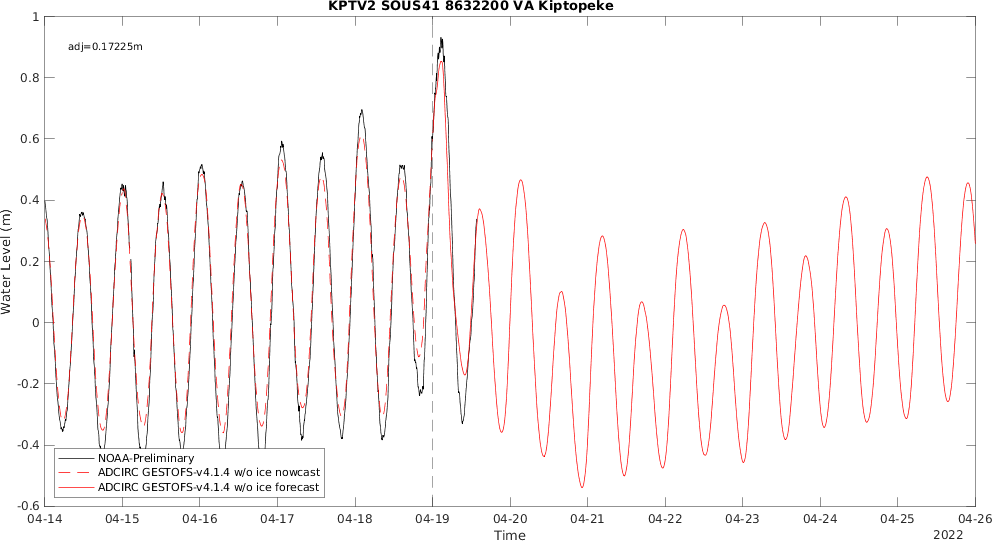 KPTV2 SOUS41 8632200 VA Kiptopeke
adj=0.17225m
Water Level (m)
1
0.8
0.6
0.4
0.2
0
-0.2
-0.4
-0.6
NOAA-Preliminary
ADCIRC GESTOFS-v4.1.4 w/o ice nowcast
ADCIRC GESTOFS-v4.1.4 w/o ice forecast
04-14 04-15 04-16 04-17 04-18 04-19 04-20 04-21 04-22 04-23 04-24 04-25 04-26
Time
2022